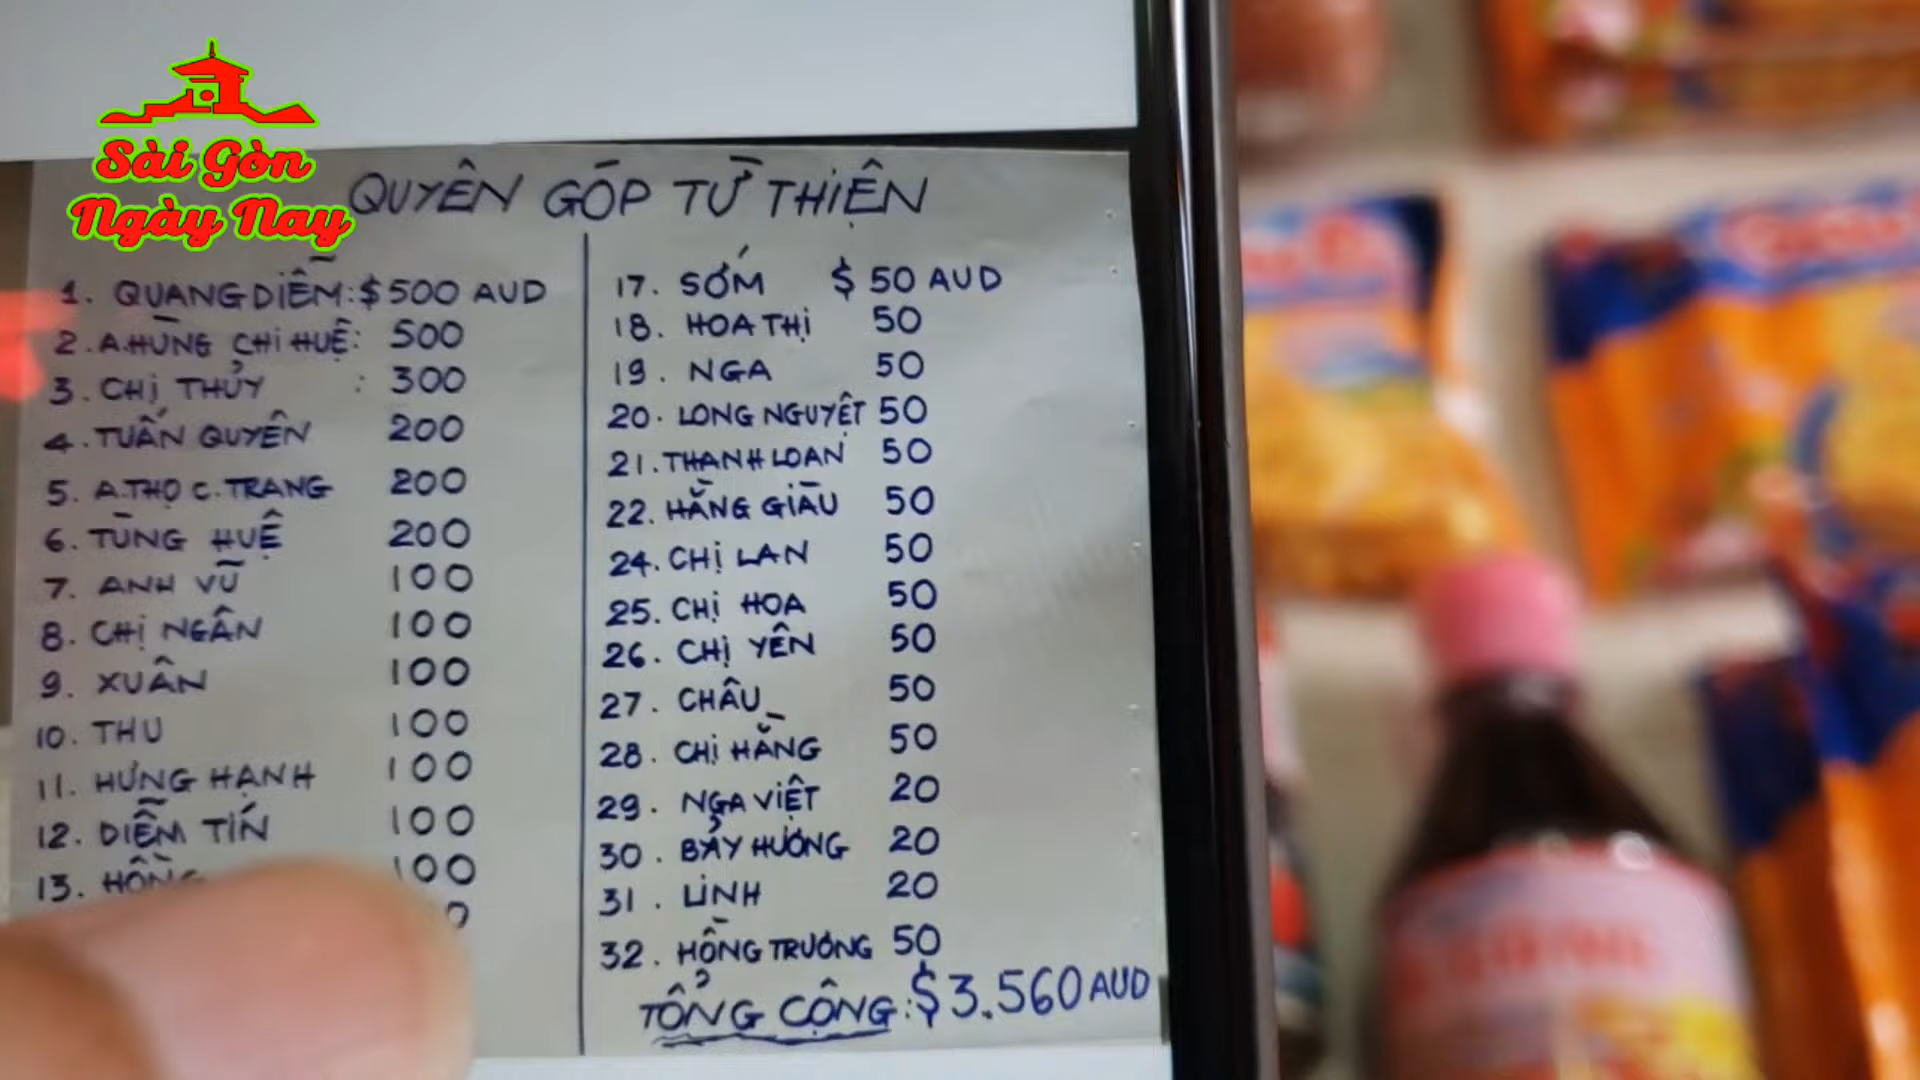 Sài Gòn
Ngày Nay
QUYÊN GÓP TỪ THIỆN
1. QUANG DIỄM: $500 AUD
2. A.HÙNG CHỊ HUỆ: 500
3. CHỊ THỦY : 300
4. TUẤN QUYÊN 200
5. A.THỌ C.TRANG 200
6. TÙNG HUỆ 200
7. ANH VŨ 100
8. CHỊ NGÂN 100
9. XUÂN 100
10. THU 100
11. HƯNG HẠNH 100
12. DIỄM TÍN 100
13. HỒNG 100
17. SỚM $50 AUD
18. HOA THỊ 50
19. NGA 50
20. LONG NGUYỆT 50
21. THANH LOAN 50
22. HẰNG GIÀU 50
24. CHỊ LAN 50
25. CHỊ HOA 50
26. CHỊ YÊN 50
27. CHÂU 50
28. CHỊ HẰNG 50
29. NGA VIỆT 20
30. BẢY HƯỜNG 20
31. LINH 20
32. HỒNG TRƯƠNG 50
TỔNG CỘNG: $3.560 AUD